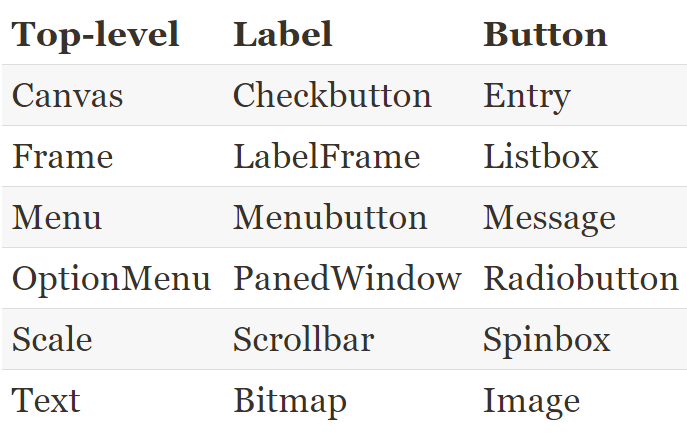 Top-level Label Button
Canvas Checkbutton Entry
Frame LabelFrame Listbox
Menu Menubutton Message
OptionMenu PanedWindow Radiobutton
Scale Scrollbar Spinbox
Text Bitmap Image